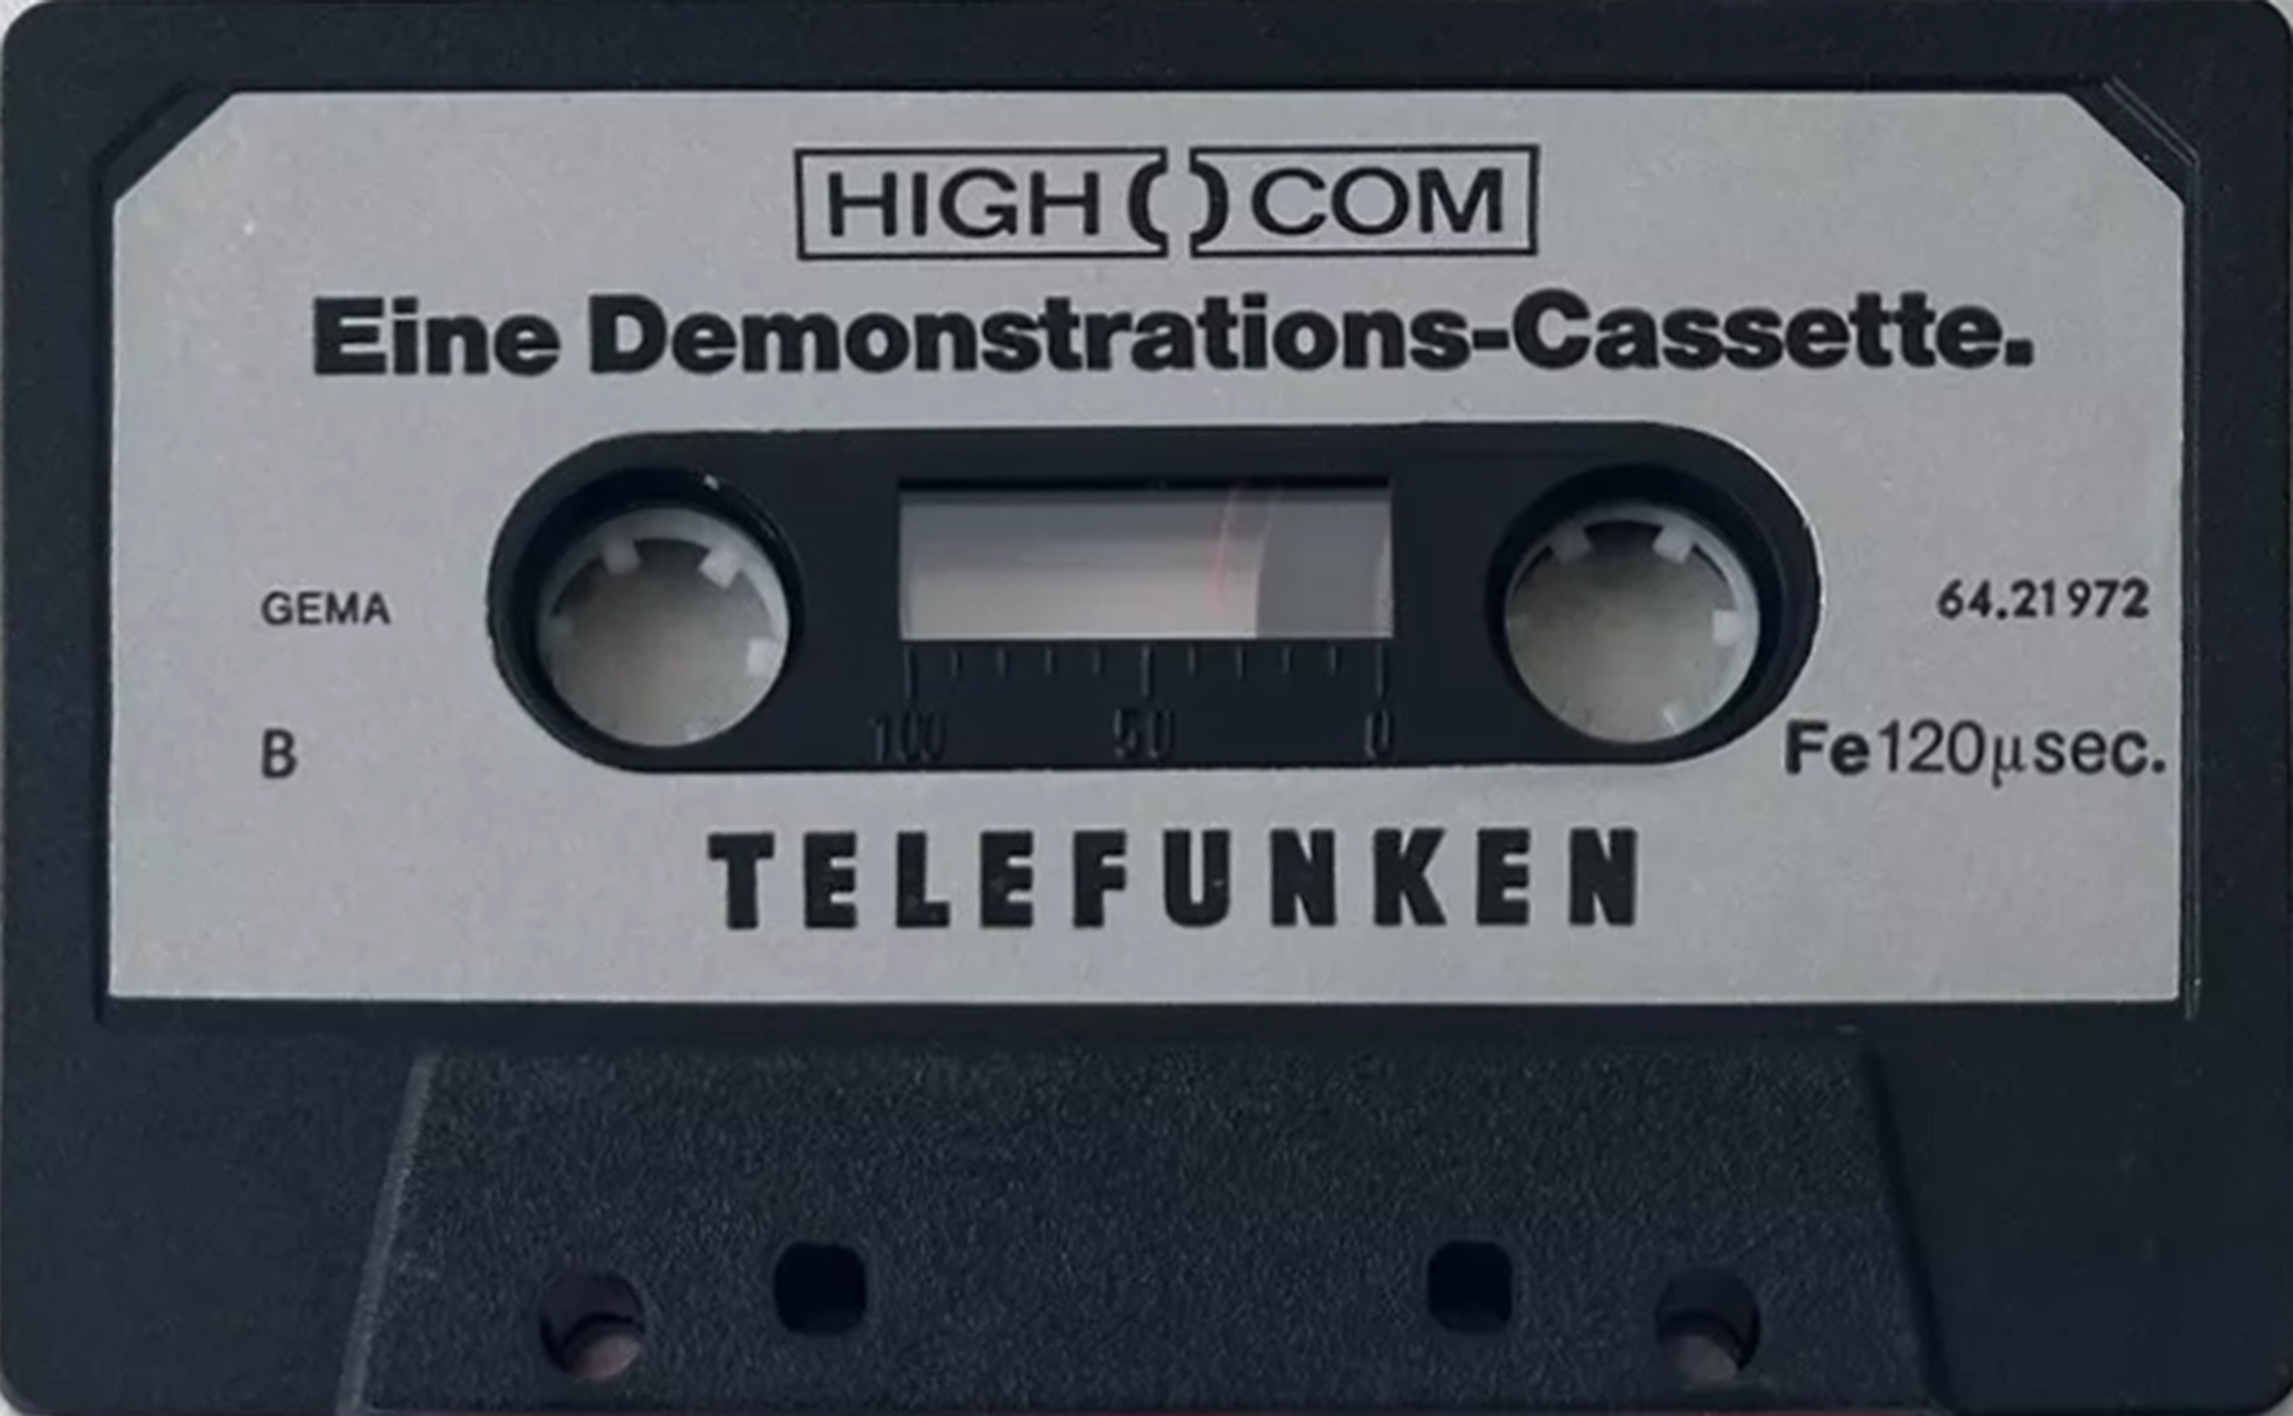 HIGH COM
Eine Demonstrations-Cassette.
GEMA
64.21972
B
100 50 0
Fe120μsec.
TELEFUNKEN